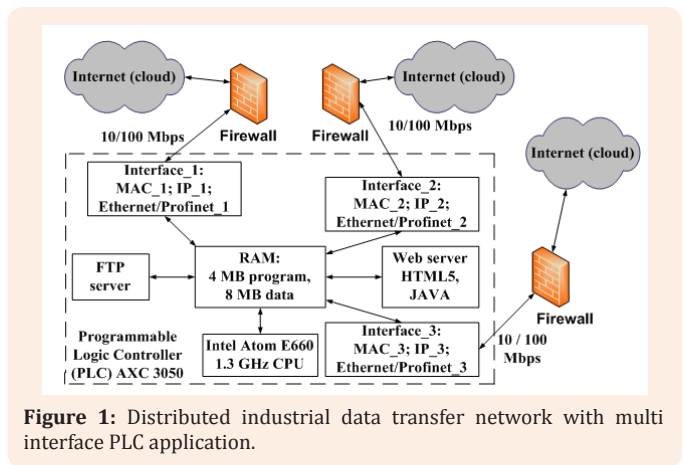 Internet (cloud)
Internet (cloud)
Firewall
Firewall
10/100 Mbps
10/100 Mbps
Internet (cloud)
Interface_1:
MAC_1; IP_1;
Ethernet/Profinet_1
Interface_2:
MAC_2; IP_2;
Ethernet/Profinet_2
FTP
server
RAM:
4 MB program,
8 MB data
Web server
HTML5,
JAVA
Firewall
Programmable
Logic Controller
(PLC) AXC 3050
Intel Atom E660
1.3 GHz CPU
Interface_3:
MAC_3; IP_3;
Ethernet/Profinet_3
10 / 100
Mbps
Figure 1: Distributed industrial data transfer network with multi
interface PLC application.